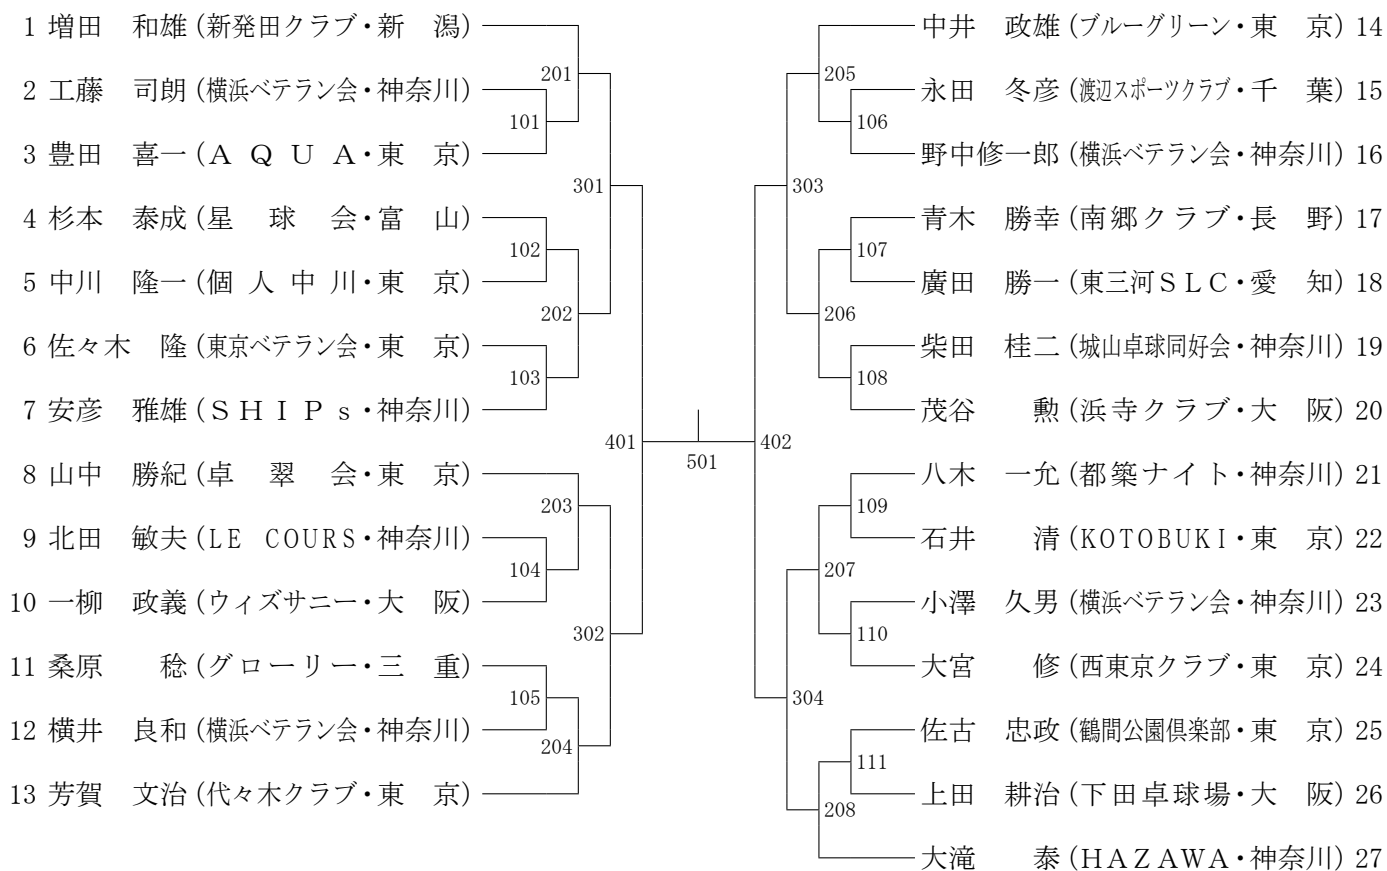 1 増田　和雄 (新発田クラブ・新　潟)
201
2 工藤　司朗 (横浜ベテラン会・神奈川)
101
3 豊田　喜一 (ＡＱＵＡ・東　京)
301
4 杉本　泰成 (星　球　会・富　山)
102
5 中川　隆一 (個人中川・東　京)
202
6 佐々木　隆 (東京ベテラン会・東　京)
103
7 安彦　雅雄 (ＳＨＩＰｓ・神奈川)
401
8 山中　勝紀 (卓　翠　会・東　京)
203
9 北田　敏夫 (LE COURS・神奈川)
104
10 一柳　政義 (ウィズサニー・大　阪)
302
11 桑原　　稔 (グローリー・三　重)
105
12 横井　良和 (横浜ベテラン会・神奈川)
204
13 芳賀　文治 (代々木クラブ・東　京)
501
中井　政雄 (ブルーグリーン・東　京) 14
205
永田　冬彦 (渡辺スポーツクラブ・千　葉) 15
106
野中修一郎 (横浜ベテラン会・神奈川) 16
303
青木　勝幸 (南郷クラブ・長　野) 17
107
廣田　勝一 (東三河ＳＬＣ・愛　知) 18
206
柴田　桂二 (城山卓球同好会・神奈川) 19
108
茂谷　　勲 (浜寺クラブ・大　阪) 20
402
八木　一允 (都築ナイト・神奈川) 21
109
石井　　清 (KOTOBUKI・東　京) 22
207
小澤　久男 (横浜ベテラン会・神奈川) 23
110
大宮　　修 (西東京クラブ・東　京) 24
304
佐古　忠政 (鶴間公園倶楽部・東　京) 25
111
上田　耕治 (下田卓球場・大　阪) 26
208
大滝　　泰 (ＨＡＺＡＷＡ・神奈川) 27